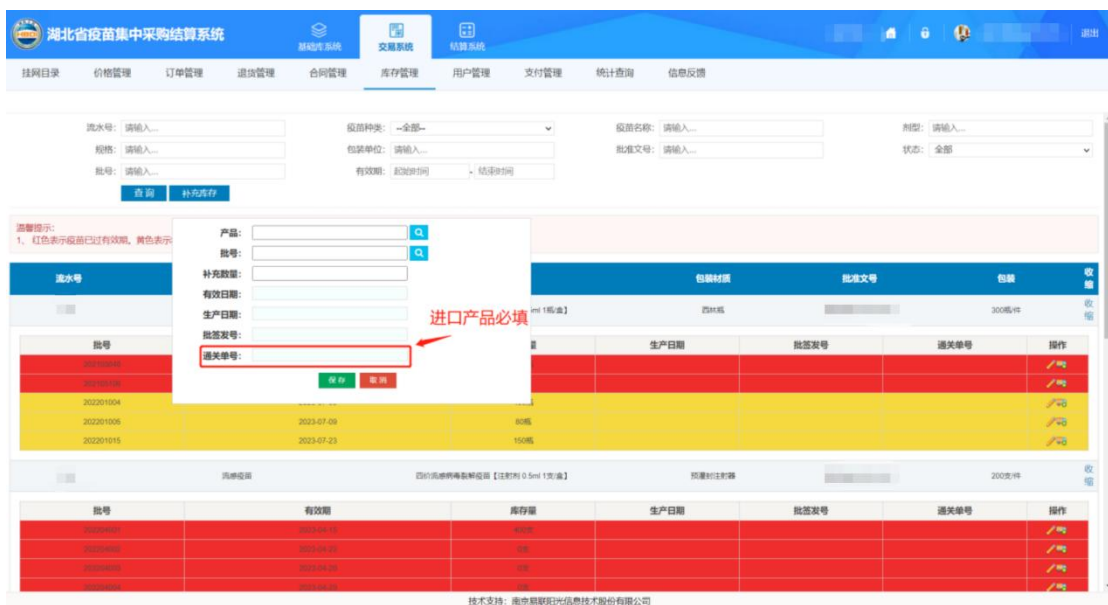 湖北省疫苗集中采购结算系统 基础库系统 交易系统 结算系统 退出
挂网目录 价格管理 订单管理 退货管理 合同管理 库存管理 用户管理 支付管理 统计查询 信息反馈
流水号: 请输入... 疫苗种类: --全部-- 疫苗名称: 请输入... 剂型: 请输入...
规格: 请输入... 包装单位: 请输入... 批准文号: 请输入... 状态: 全部
批号: 请输入... 有效期: 起始时间 - 结束时间
查询 补充库存
温馨提示:
1、 红色表示疫苗已过有效期, 黄色表示
产品:
批号:
补充数量:
有效日期:
生产日期:
批签发号:
通关单号:
保存 取消
进口产品必填
流水号 包装材质 批准文号 包装 收缩
ml 1瓶/盒】 西林瓶 300瓶/件 收缩
批号 生产日期 批签发号 通关单号 操作
202201004
202201006 2023-07-09 80瓶
202201015 2023-07-23 150瓶
流感疫苗 四价流感病毒裂解疫苗【注射剂 0.5ml 1支/盒】 预灌封注射器 200支/件 收缩
批号 有效期 库存量 生产日期 批签发号 通关单号 操作
技术支持: 南京易联阳光信息技术股份有限公司